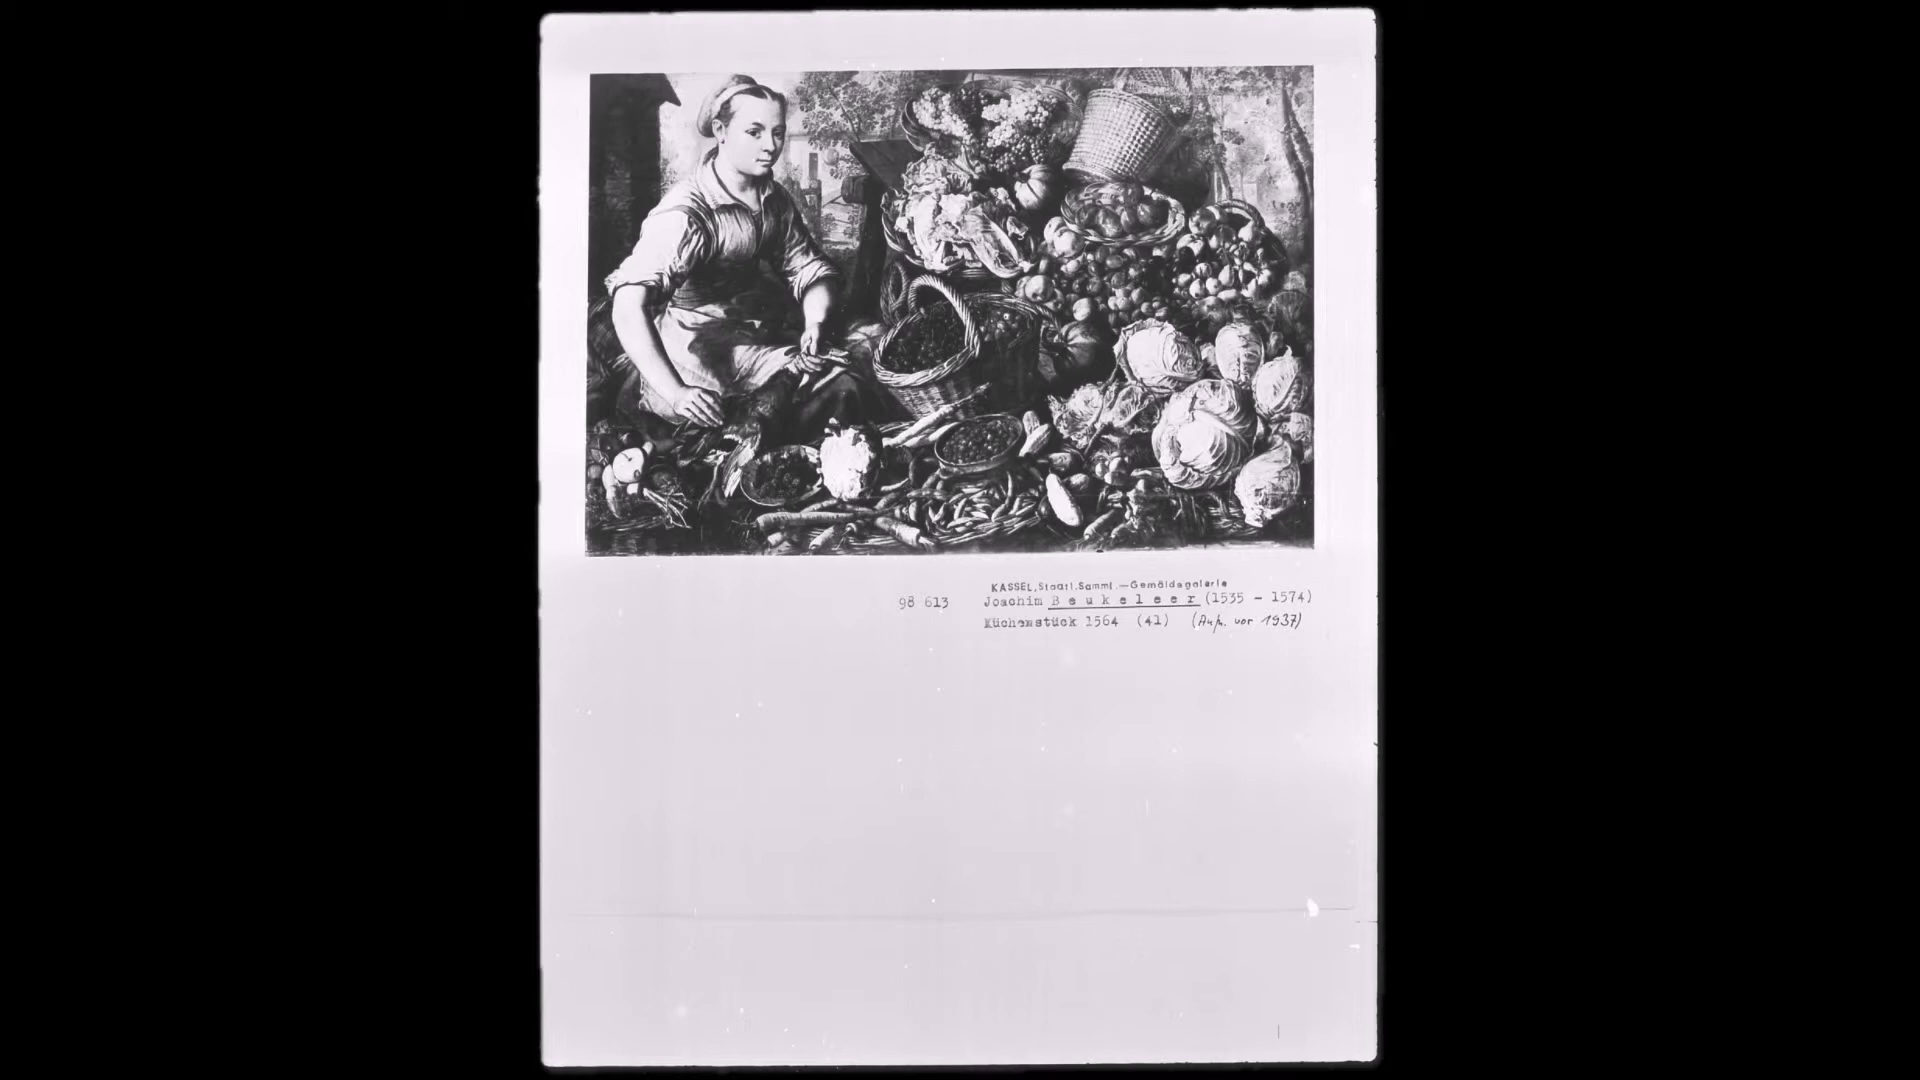 KASSEL, Staatl. Samml. — Gemäldegalerie
98 613 Joachim Beukeleer (1535 - 1574)
Küchenstück 1564 (41) (Aufn. vor 1937)